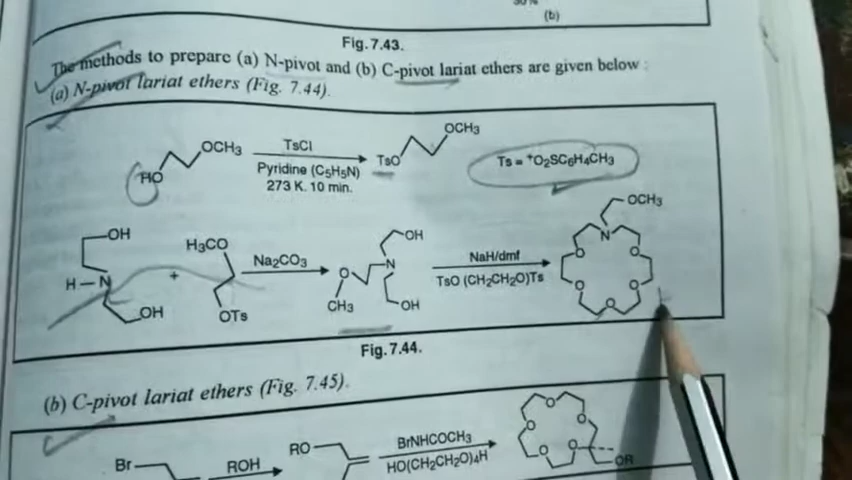 (b)
Fig.7.43.
The methods to prepare (a) N-pivot and (b) C-pivot lariat ethers are given below :
(a) N-pivot lariat ethers (Fig. 7.44).
HO OCH3 TsCl TsO OCH3 Ts = +O2SC6H4CH3
Pyridine (C5H5N)
273 K. 10 min.
OH H3CO Na2CO3 OH NaH/dmf OCH3
H—N + O N TsO (CH2CH2O)Ts N
OH OTs CH3 OH O O O O O
Fig.7.44.
(b) C-pivot lariat ethers (Fig. 7.45).
Br ROH RO BrNHCOCH3 O O O O O
HO(CH2CH2O)4H OR